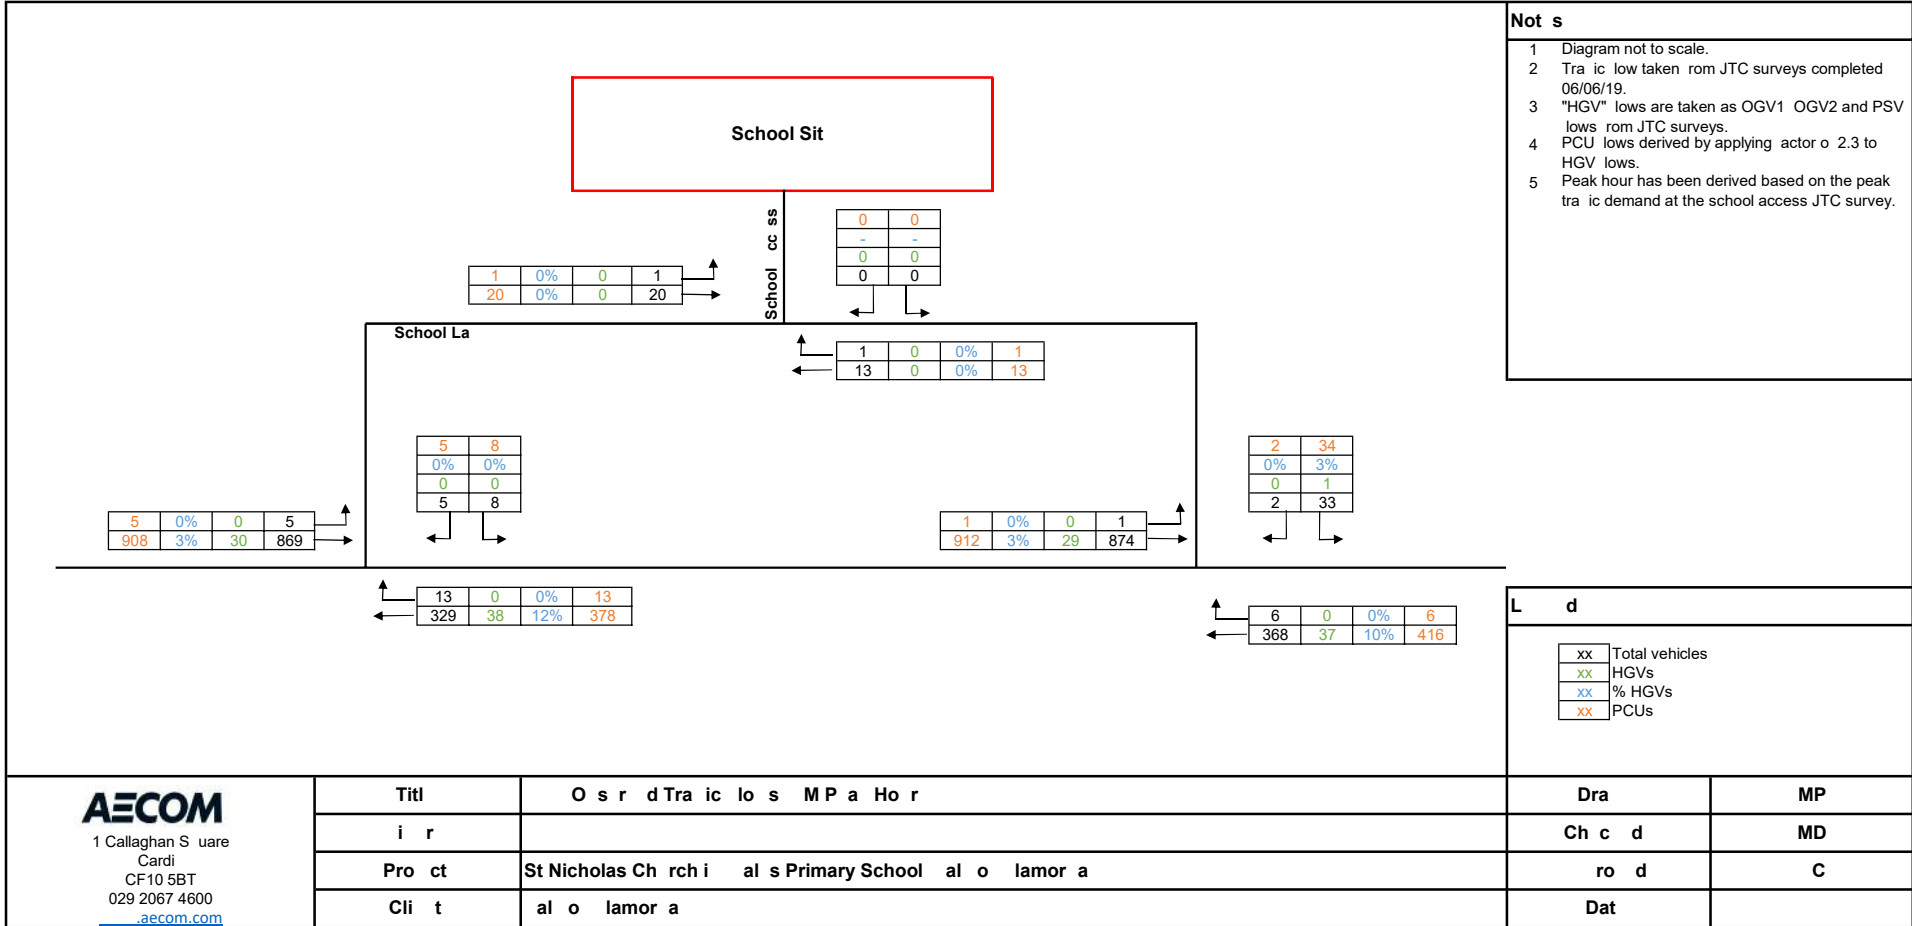 Not s
1 Diagram not to scale.
2 Tra ic low taken rom JTC surveys completed
06/06/19.
3 "HGV" lows are taken as OGV1 OGV2 and PSV
lows rom JTC surveys.
4 PCU lows derived by applying actor o 2.3 to
HGV lows.
5 Peak hour has been derived based on the peak
tra ic demand at the school access JTC survey.
School Sit
School cc ss
0 0
- -
0 0
0 0
1 0% 0 1
20 0% 0 20
School La
1 0 0% 1
13 0 0% 13
5 8
0% 0%
0 0
5 8
2 34
0% 3%
0 1
2 33
5 0% 0 5
908 3% 30 869
1 0% 0 1
912 3% 29 874
13 0 0% 13
329 38 12% 378
6 0 0% 6
368 37 10% 416
L d
xx Total vehicles
xx HGVs
xx % HGVs
xx PCUs
AECOM
1 Callaghan S uare
Cardi
CF10 5BT
029 2067 4600
.aecom.com
Titl O s r d Tra ic lo s M P a Ho r
i r
Pro ct St Nicholas Ch rch i al s Primary School al o lamor a
Cli t al o lamor a
Dra MP
Ch c d MD
ro d C
Dat